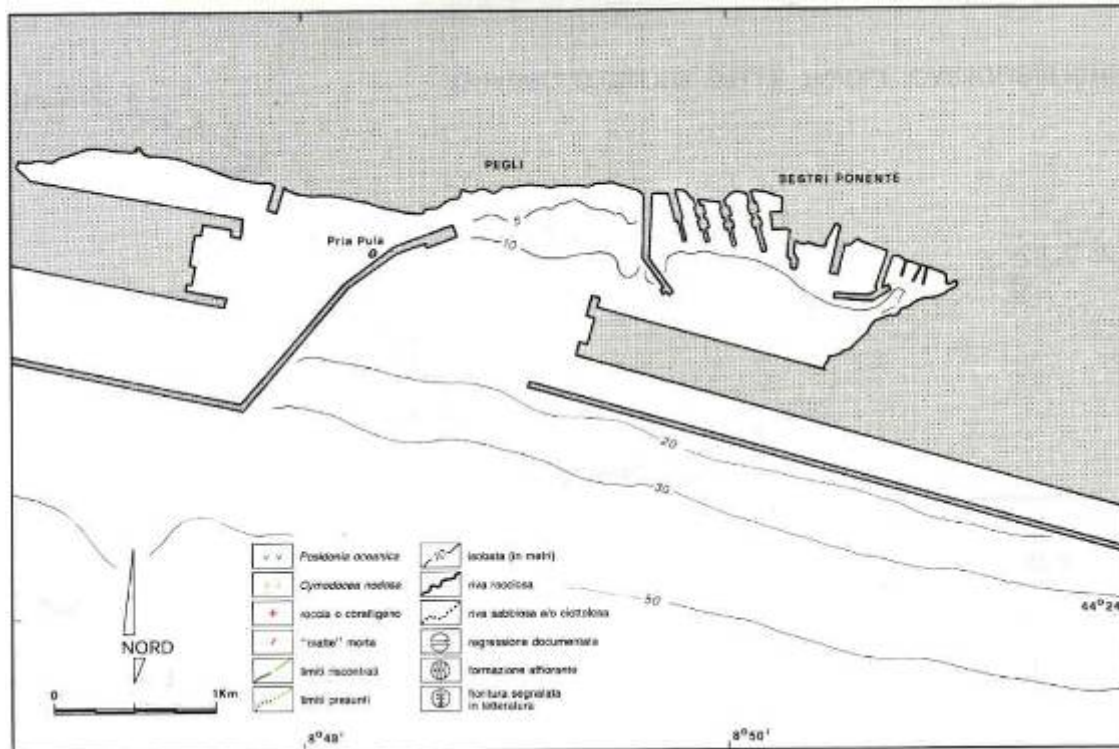 PEGLI
SESTRI PONENTE
Pria Pula
5
10
20
30
50
44°24'
Posidonia oceanica
Cymodocea nodosa
roccia o coralligeno
"matte" morta
limiti riscontrati
limiti presunti
isobata (in metri)
riva rocciosa
riva sabbiosa e/o ciottolosa
regressione documentata
formazione affiorante
fioritura segnalata
in letteratura
NORD
0 1Km
8°48'
8°50'